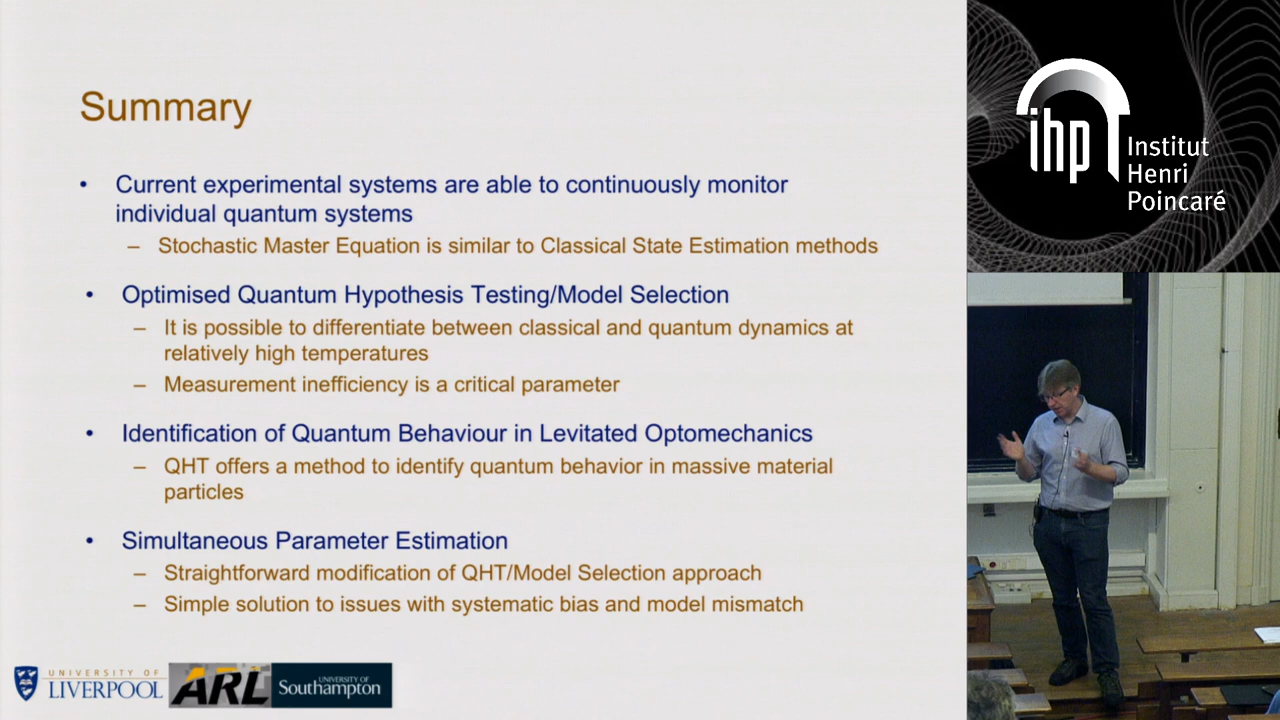 Summary
• Current experimental systems are able to continuously monitor
individual quantum systems
– Stochastic Master Equation is similar to Classical State Estimation methods
• Optimised Quantum Hypothesis Testing/Model Selection
– It is possible to differentiate between classical and quantum dynamics at
relatively high temperatures
– Measurement inefficiency is a critical parameter
• Identification of Quantum Behaviour in Levitated Optomechanics
– QHT offers a method to identify quantum behavior in massive material
particles
• Simultaneous Parameter Estimation
– Straightforward modification of QHT/Model Selection approach
– Simple solution to issues with systematic bias and model mismatch
UNIVERSITY OF
LIVERPOOL
ARL
UNIVERSITY OF
Southampton
ihp
Institut
Henri
Poincaré